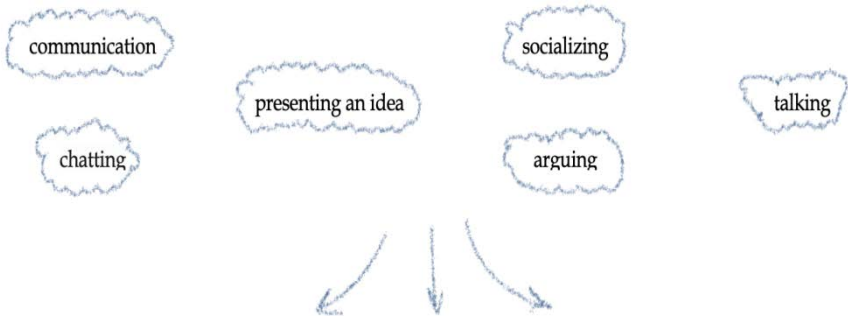 communication
socializing
presenting an idea
talking
chatting
arguing